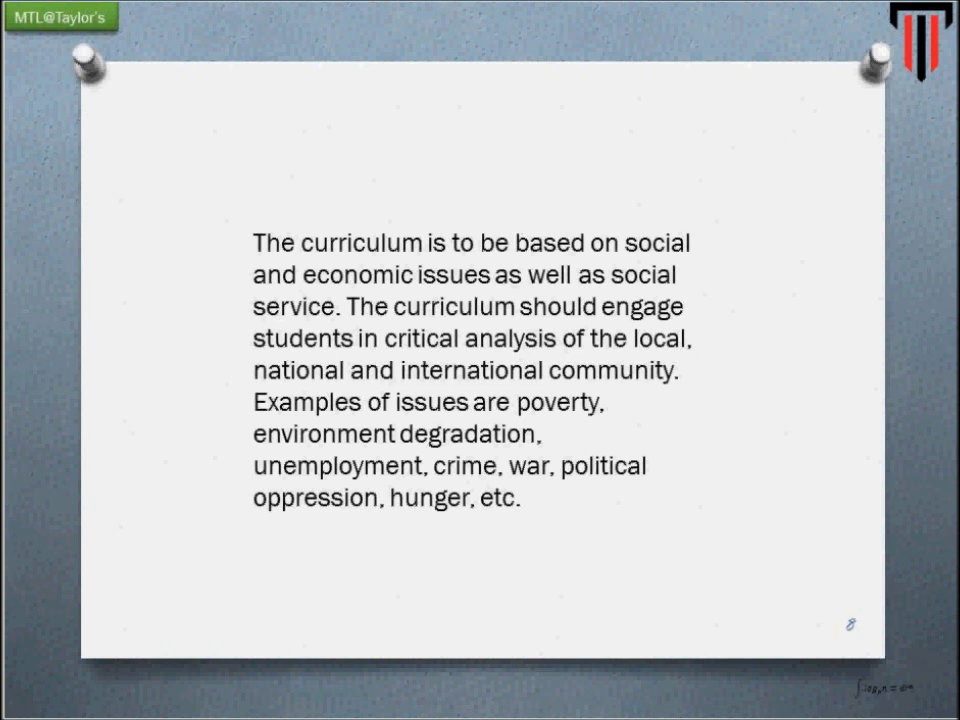 MTL@Taylor's
The curriculum is to be based on social
and economic issues as well as social
service. The curriculum should engage
students in critical analysis of the local,
national and international community.
Examples of issues are poverty,
environment degradation,
unemployment, crime, war, political
oppression, hunger, etc.
8